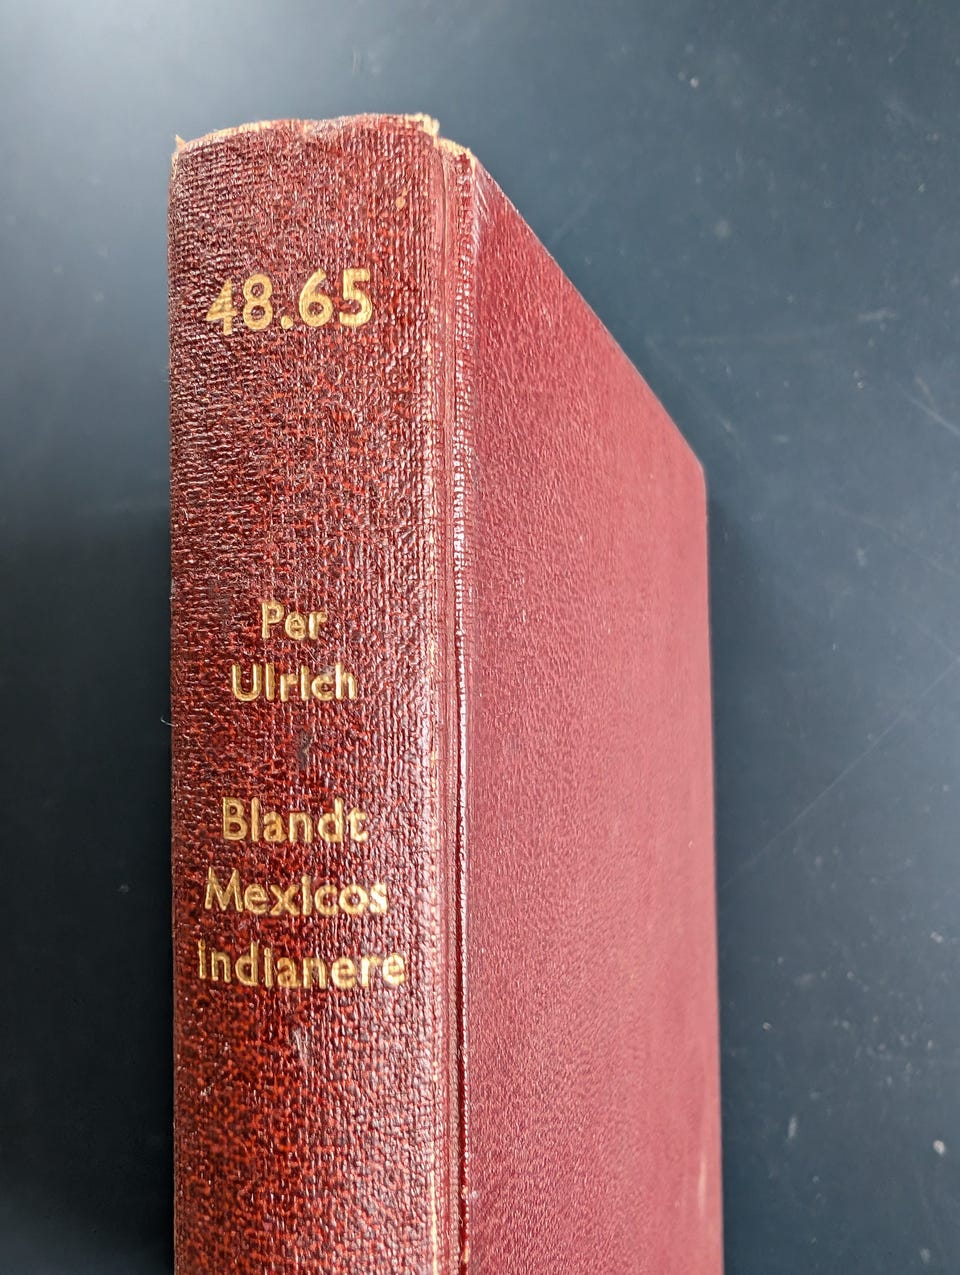 48.65
Per
Ulrich
Blandt
Mexicos
indianere